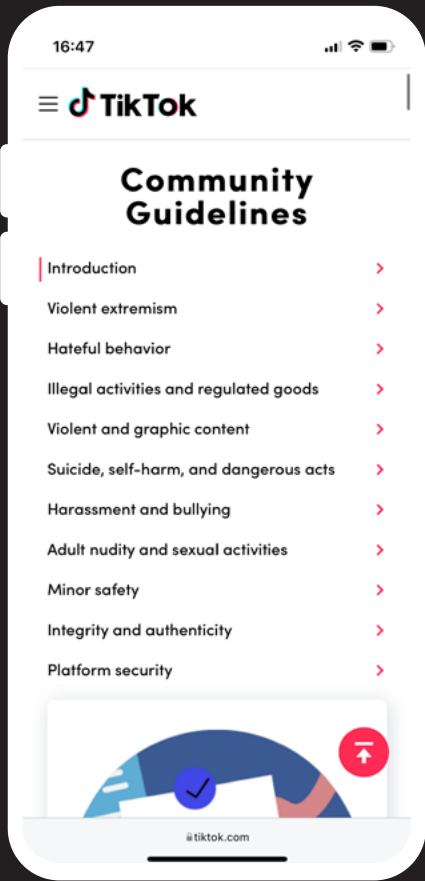 16:47
TikTok
Community
Guidelines
Introduction
Violent extremism
Hateful behavior
Illegal activities and regulated goods
Violent and graphic content
Suicide, self-harm, and dangerous acts
Harassment and bullying
Adult nudity and sexual activities
Minor safety
Integrity and authenticity
Platform security
tiktok.com